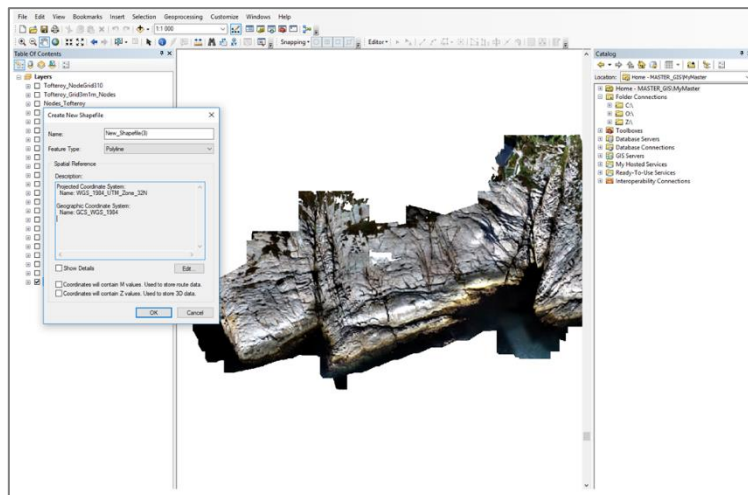 File Edit View Bookmarks Insert Selection Geoprocessing Customize Windows Help
1:1 000
Snapping
Editor
Table Of Contents
Layers
Tofteroy_NodeGrid010
Tofteroy_Grid3m1m_Nodes
Nodes_Tofteroy
Create New Shapefile
Name: New_Shapefile(3)
Feature Type: Polyline
Spatial Reference
Description:
Projected Coordinate System:
Name: WGS_1984_UTM_Zone_32N
Geographic Coordinate System:
Name: GCS_WGS_1984
Show Details
Edit...
Coordinates will contain M values. Used to store route data.
Coordinates will contain Z values. Used to store 3D data.
OK Cancel
Catalog
Location: Home - MASTER_GIS\MyMaster
Home - MASTER_GIS\MyMaster
Folder Connections
C:\
O:\
Z:\
Toolboxes
Database Servers
Database Connections
GIS Servers
My Hosted Services
Ready-To-Use Services
Interoperability Connections